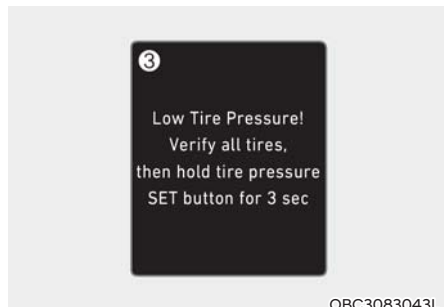 3
Low Tire Pressure!
Verify all tires,
then hold tire pressure
SET button for 3 sec
OBC3083043L